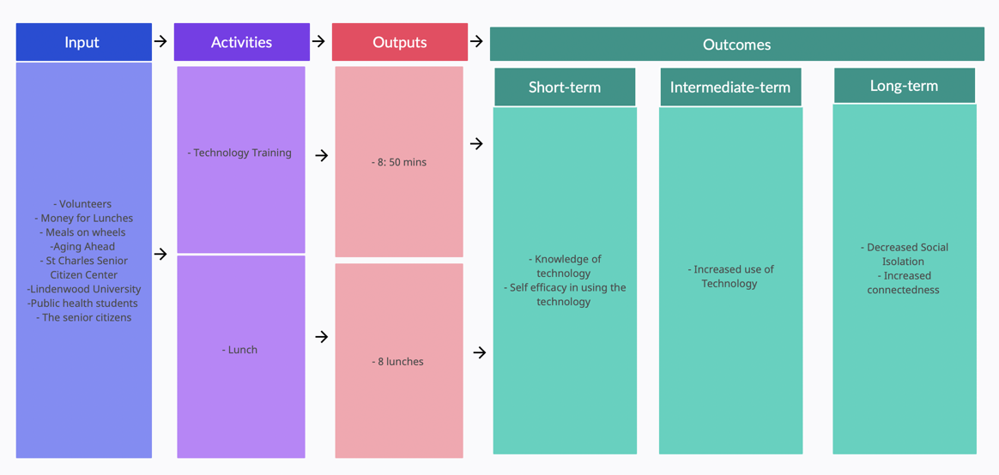 Input
Activities
Outputs
Outcomes
Short-term
Intermediate-term
Long-term
- Volunteers
- Money for Lunches
- Meals on wheels
-Aging Ahead
- St Charles Senior
Citizen Center
-Lindenwood University
-Public health students
- The senior citizens
- Technology Training
- Lunch
- 8: 50 mins
- 8 lunches
- Knowledge of
technology
- Self efficacy in using the
technology
- Increased use of
Technology
- Decreased Social
Isolation
- Increased
connectedness